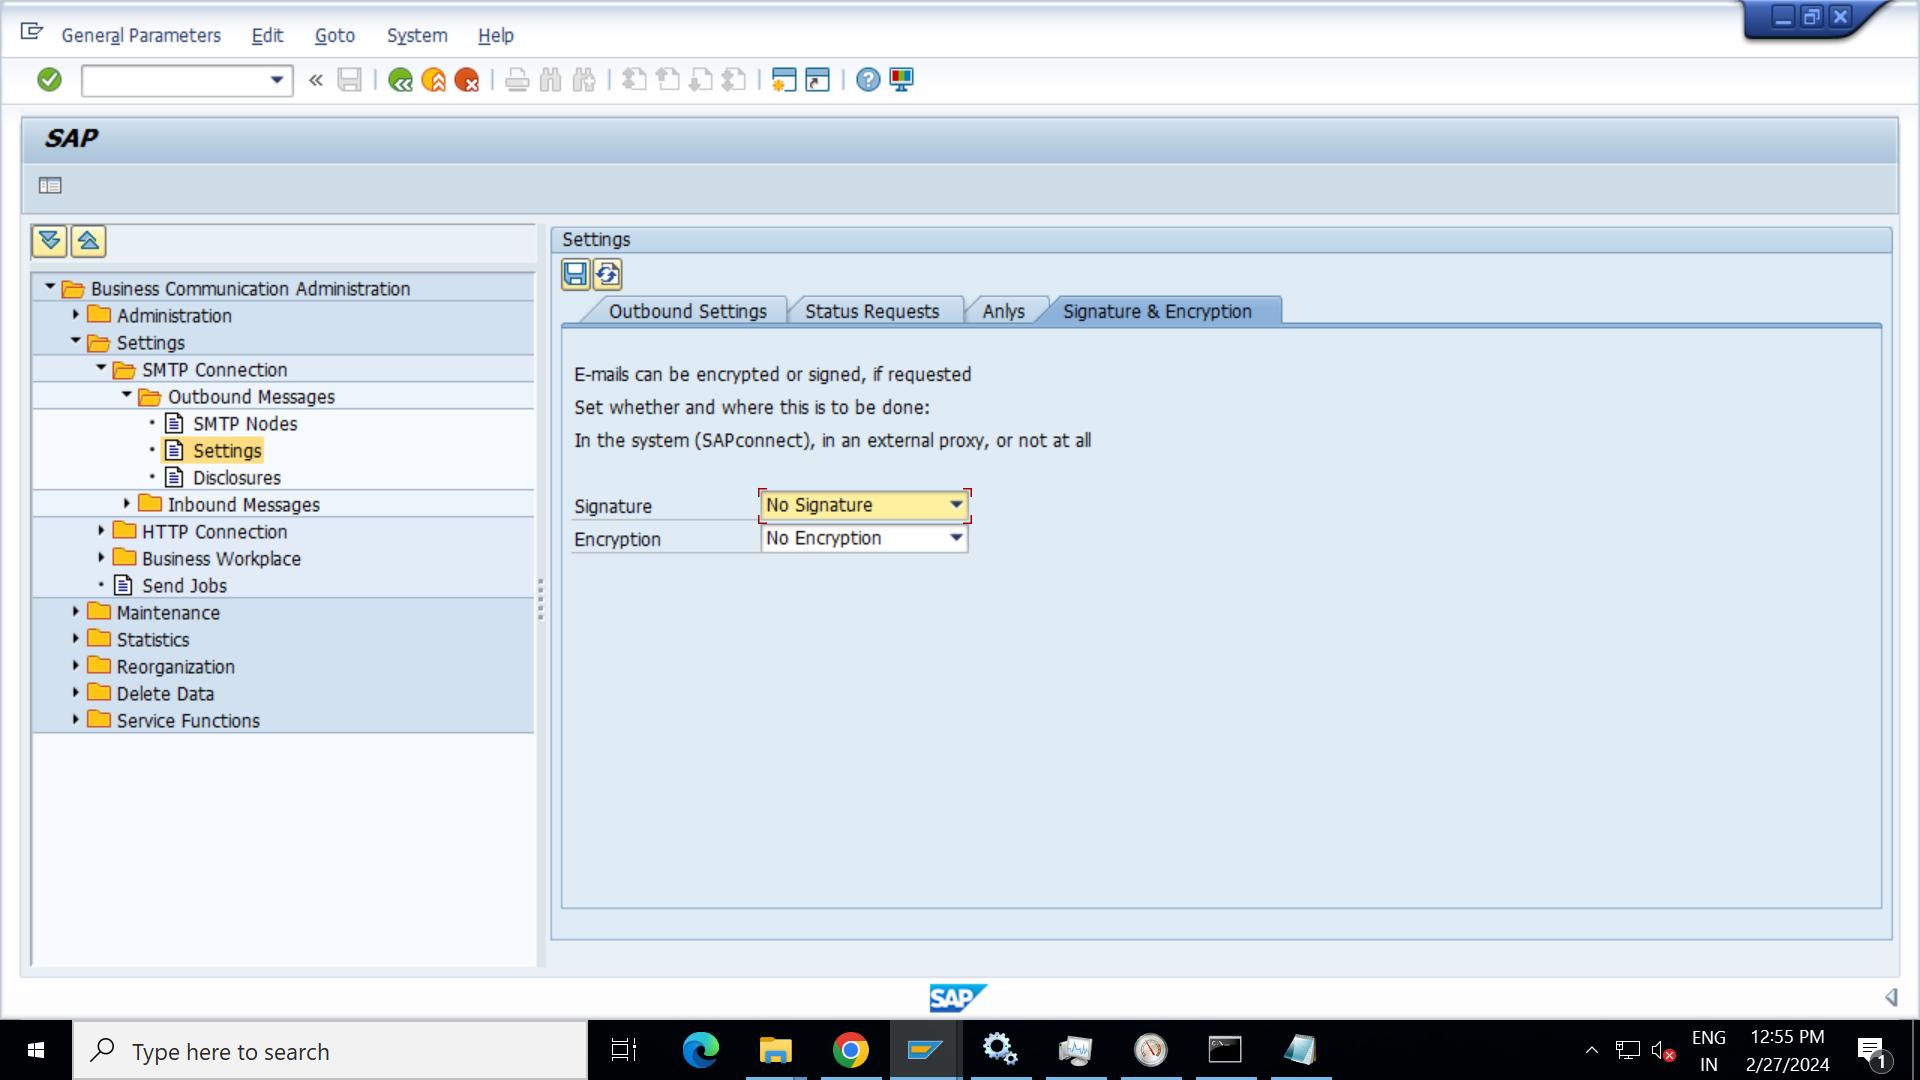 General Parameters Edit Goto System Help
SAP
Settings
Business Communication Administration
Administration
Settings
SMTP Connection
Outbound Messages
SMTP Nodes
Settings
Disclosures
Inbound Messages
HTTP Connection
Business Workplace
Send Jobs
Maintenance
Statistics
Reorganization
Delete Data
Service Functions
Outbound Settings Status Requests Anlys Signature & Encryption
E-mails can be encrypted or signed, if requested
Set whether and where this is to be done:
In the system (SAPconnect), in an external proxy, or not at all
Signature No Signature
Encryption No Encryption
SAP
Type here to search
ENG
IN
12:55 PM
2/27/2024
1